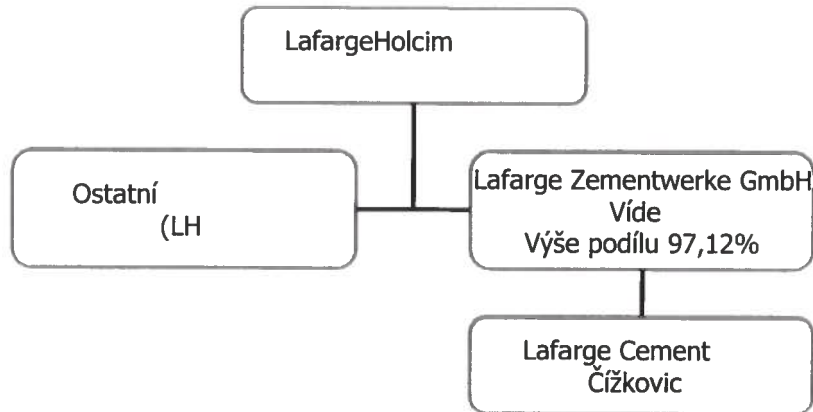 LafargeHolcim
Ostatní
(LH
Lafarge Zementwerke GmbH
Víde
Výše podílu 97,12%
Lafarge Cement
Čížkovic